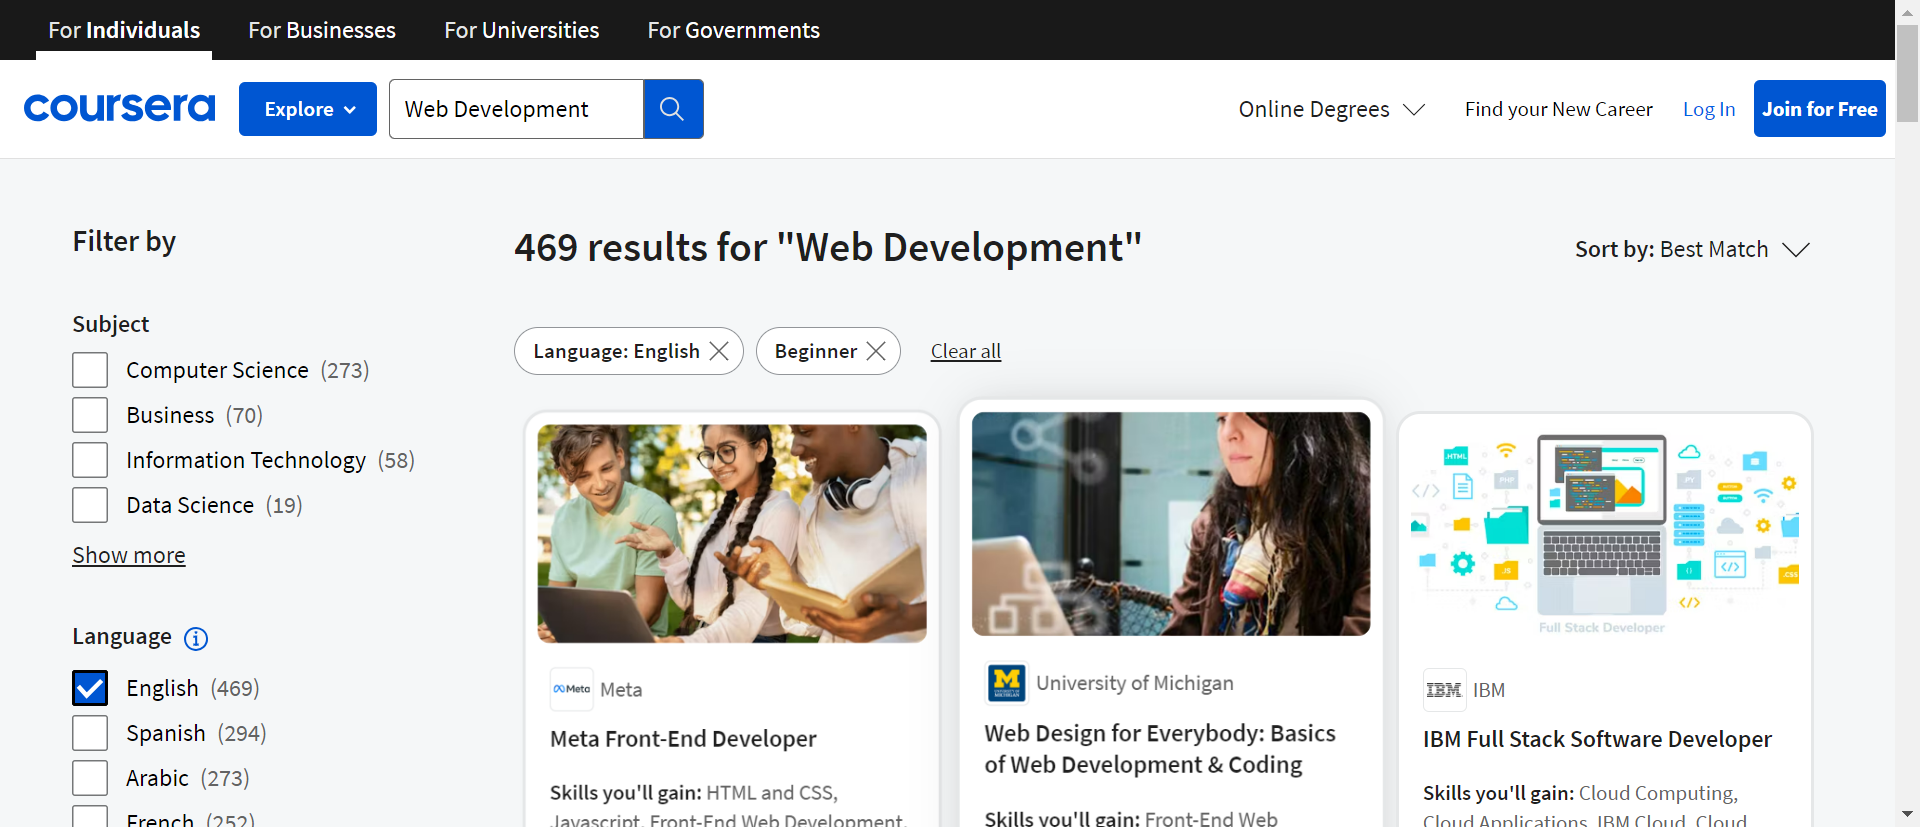 For Individuals
For Businesses
For Universities
For Governments
coursera
Explore
Web Development
Online Degrees
Find your New Career
Log In
Join for Free
Filter by
469 results for "Web Development"
Sort by: Best Match
Subject
Language: English
Beginner
Clear all
Computer Science (273)
Business (70)
Information Technology (58)
Data Science (19)
Show more
Language
English (469)
Spanish (294)
Arabic (273)
French (252)
Meta
Meta
Meta Front-End Developer
Skills you'll gain: HTML and CSS,
Javascript, Front-End Web Development,
University of Michigan
Web Design for Everybody: Basics
of Web Development & Coding
Skills you'll gain: Front-End Web
.HTML
PHP
PY
</>
JS
{}
</>
.CSS
</>
Full Stack Developer
IBM
IBM
IBM Full Stack Software Developer
Skills you'll gain: Cloud Computing,
Cloud Applications, IBM Cloud, Cloud